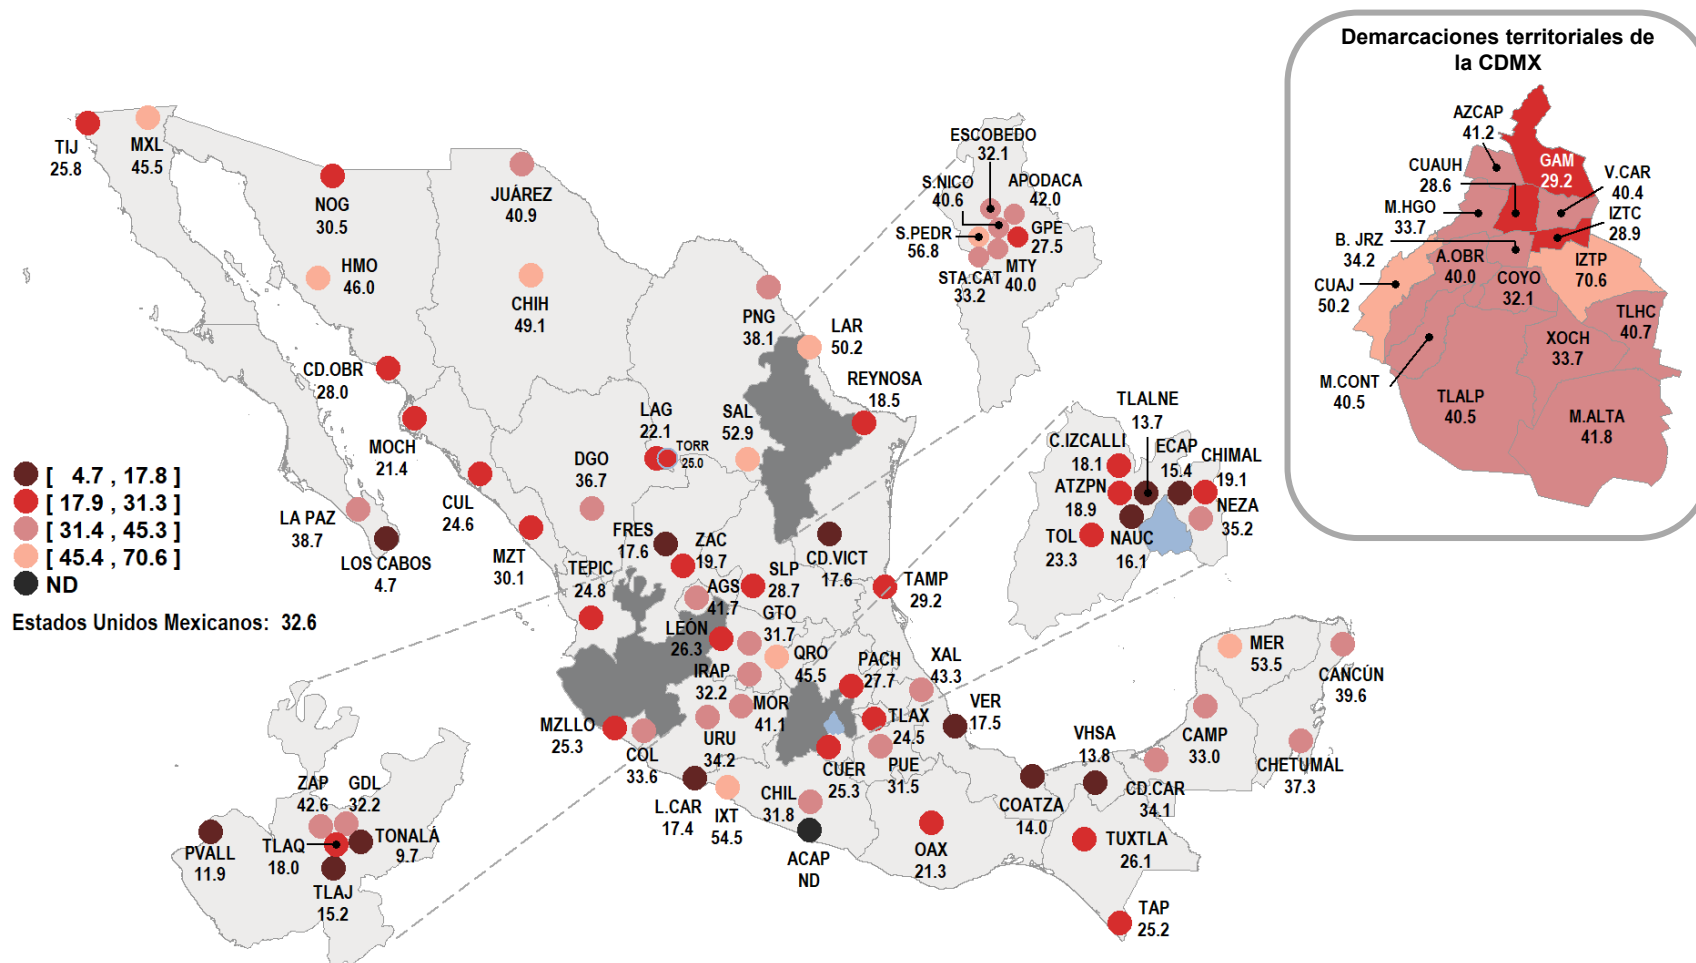 Demarcaciones territoriales de
la CDMX
AZCAP
41.2
CUAUH
28.6
GAM
29.2
V.CAR
40.4
M.HGO
33.7
IZTC
28.9
B. JRZ
34.2
A.OBR
40.0
COYO
32.1
IZTP
70.6
CUAJ
50.2
TLHC
40.7
XOCH
33.7
M.CONT
40.5
TLALP
40.5
M.ALTA
41.8
TIJ
25.8
MXL
45.5
NOG
30.5
JUÁREZ
40.9
HMO
46.0
CHIH
49.1
PNG
38.1
LAR
50.2
REYNOSA
18.5
CD.OBR
28.0
MOCH
21.4
LAG
22.1
TORR
25.0
SAL
52.9
DGO
36.7
CUL
24.6
LA PAZ
38.7
LOS CABOS
4.7
MZT
30.1
FRES
17.6
ZAC
19.7
CD.VICT
17.6
TEPIC
24.8
AGS
41.7
SLP
28.7
TAMP
29.2
LEÓN
26.3
GTO
31.7
QRO
45.5
IRAP
32.2
PACH
27.7
XAL
43.3
MOR
41.1
MZLLO
25.3
COL
33.6
URU
34.2
TLAX
24.5
VER
17.5
CUER
25.3
PUE
31.5
L.CAR
17.4
IXT
54.5
CHIL
31.8
ACAP
ND
OAX
21.3
COATZA
14.0
VHSA
13.8
CD.CAR
34.1
TUXTLA
26.1
TAP
25.2
CAMP
33.0
MER
53.5
CANCÚN
39.6
CHETUMAL
37.3
ESCOBEDO
32.1
S.NICO
40.6
APODACA
42.0
S.PEDR
56.8
GPE
27.5
STA.CAT
33.2
MTY
40.0
TLALNE
13.7
C.IZCALLI
18.1
ECAP
15.4
CHIMAL
19.1
ATZPN
18.9
NEZA
35.2
TOL
23.3
NAUC
16.1
ZAP
42.6
GDL
32.2
PVALL
11.9
TLAQ
18.0
TONALÁ
9.7
TLAJ
15.2
[ 4.7 , 17.8 ]
[ 17.9 , 31.3 ]
[ 31.4 , 45.3 ]
[ 45.4 , 70.6 ]
ND
Estados Unidos Mexicanos: 32.6